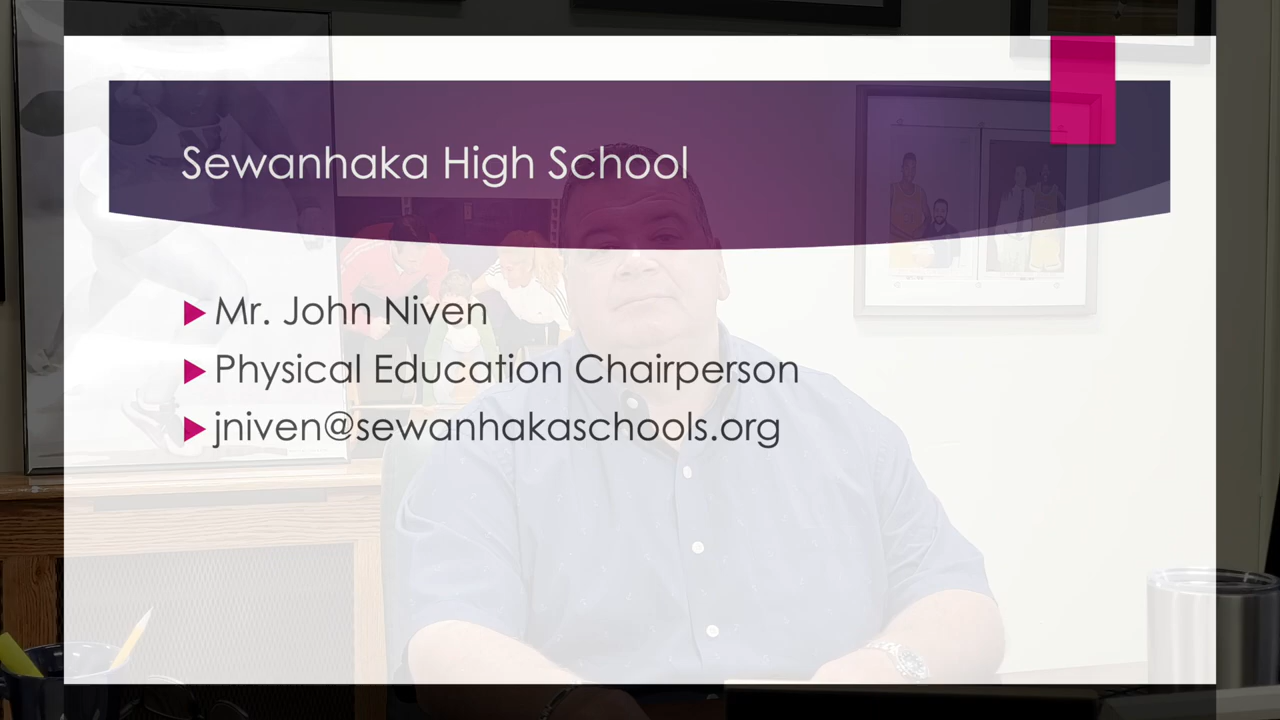 Sewanhaka High School
Mr. John Niven
Physical Education Chairperson
jniven@sewanhakaschools.org